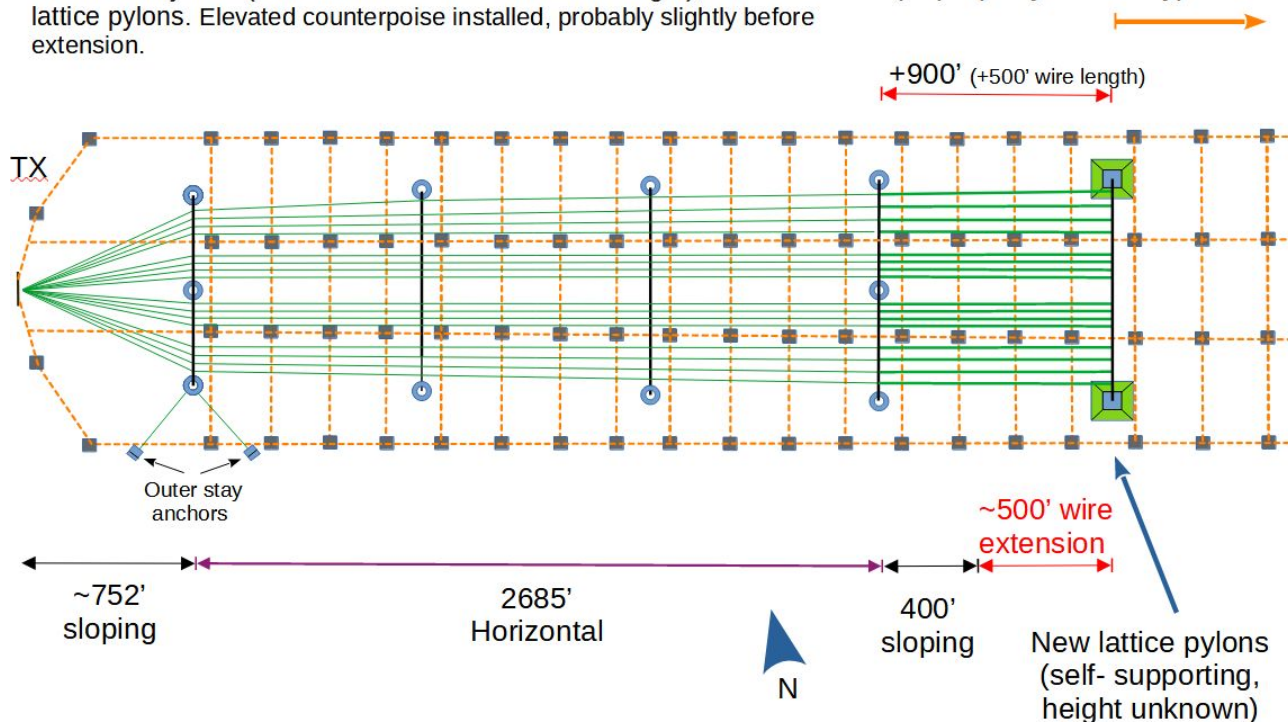 lattice pylons. Elevated counterpoise installed, probably slightly before
extension.
+900’ (+500’ wire length)
TX
Outer stay
anchors
~500’ wire
extension
~752’
sloping
2685’
Horizontal
400’
sloping
N
New lattice pylons
(self- supporting,
height unknown)